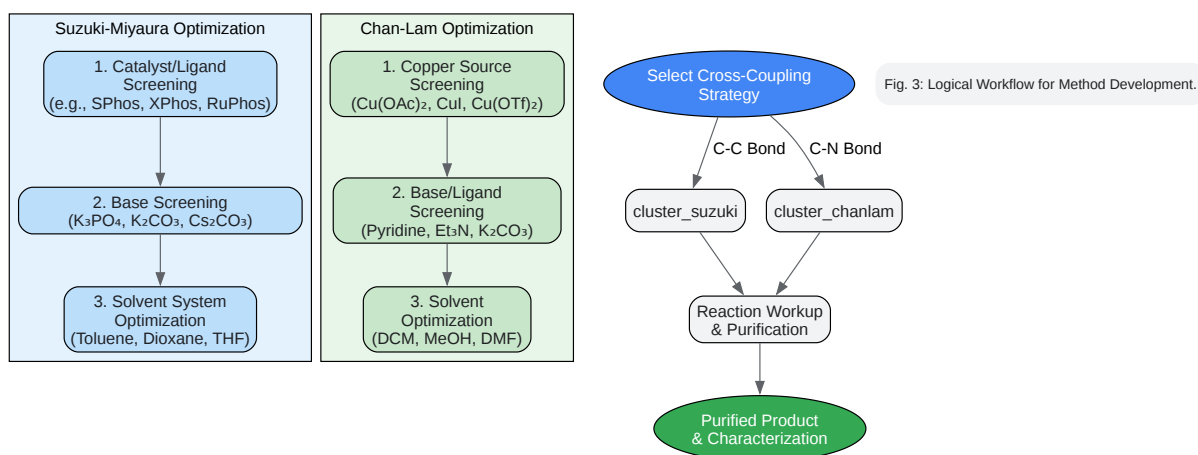 Suzuki-Miyaura Optimization
1. Catalyst/Ligand
Screening
(e.g., SPhos, XPhos, RuPhos)
2. Base Screening
(K₃PO₄, K₂CO₃, Cs₂CO₃)
3. Solvent System
Optimization
(Toluene, Dioxane, THF)
Chan-Lam Optimization
1. Copper Source
Screening
(Cu(OAc)₂, CuI, Cu(OTf)₂)
2. Base/Ligand
Screening
(Pyridine, Et₃N, K₂CO₃)
3. Solvent
Optimization
(DCM, MeOH, DMF)
Select Cross-Coupling
Strategy
C-C Bond
C-N Bond
cluster_suzuki
cluster_chanlam
Reaction Workup
& Purification
Purified Product
& Characterization
Fig. 3: Logical Workflow for Method Development.